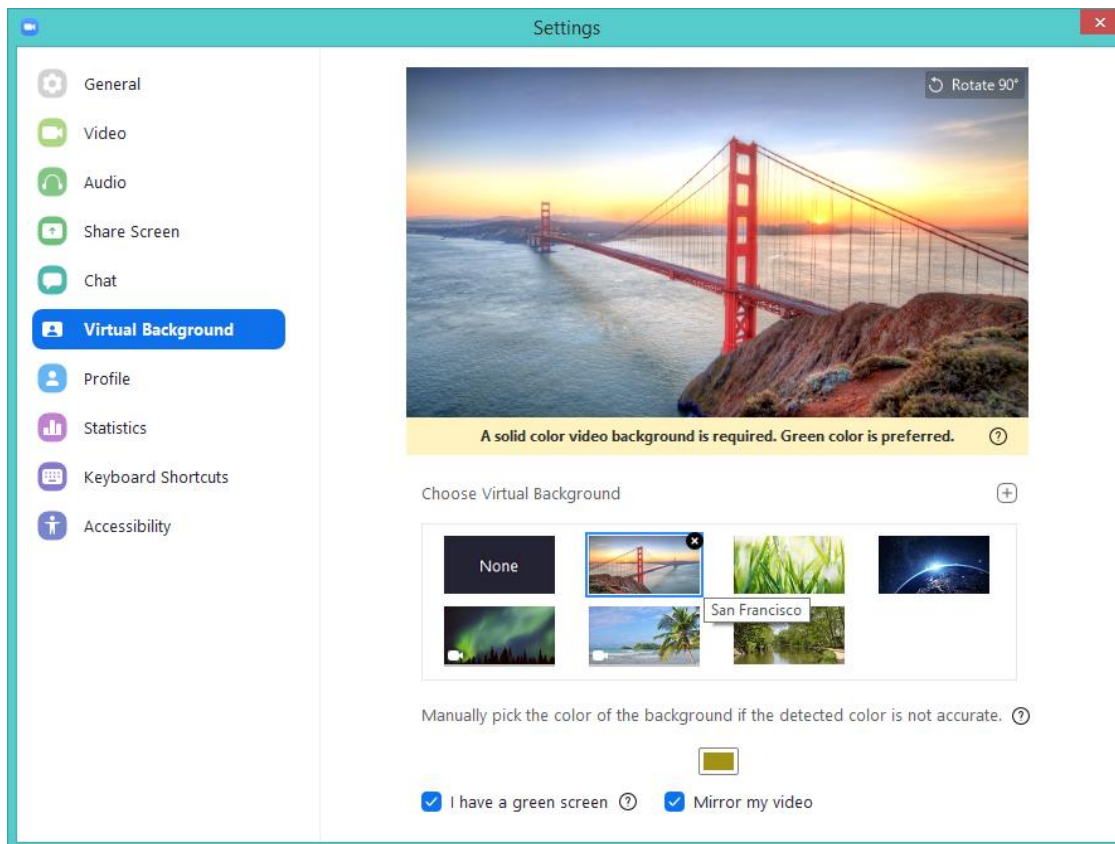 Settings
General
Video
Audio
Share Screen
Chat
Virtual Background
Profile
Statistics
Keyboard Shortcuts
Accessibility
Rotate 90°
A solid color video background is required. Green color is preferred.
Choose Virtual Background
None
San Francisco
Manually pick the color of the background if the detected color is not accurate.
I have a green screen
Mirror my video